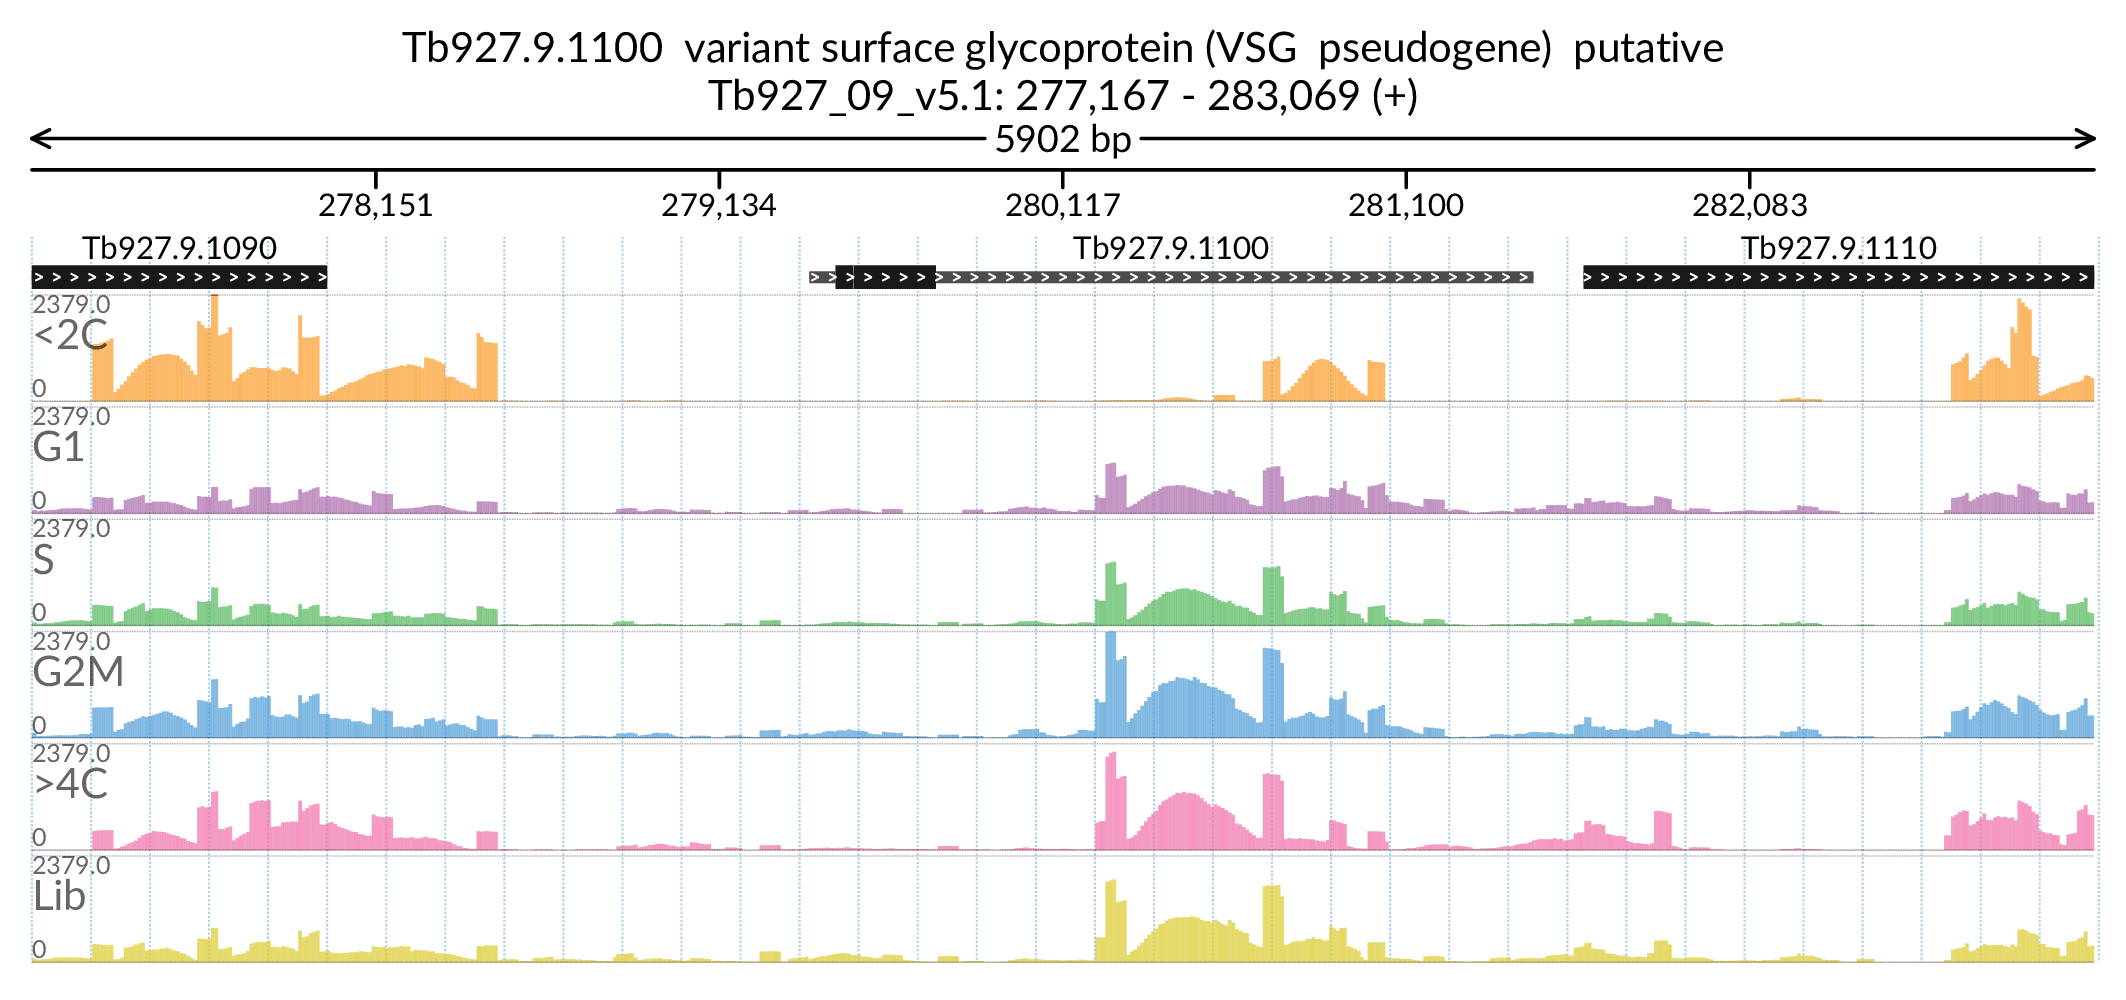 Tb927.9.1100  variant surface glycoprotein (VSG  pseudogene)  putative
Tb927_09_v5.1: 277,167 - 283,069 (+)
5902 bp
278,151 279,134 280,117 281,100 282,083
Tb927.9.1090 Tb927.9.1100 Tb927.9.1110
2379.0
<2C
0
2379.0
G1
0
2379.0
S
0
2379.0
G2M
0
2379.0
>4C
0
2379.0
Lib
0